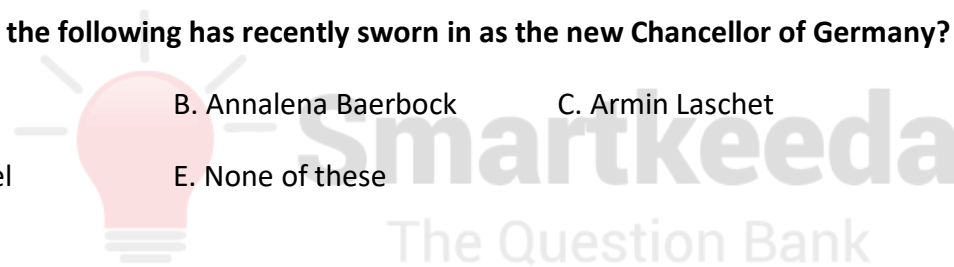 the following has recently sworn in as the new Chancellor of Germany?
B. Annalena Baerbock C. Armin Laschet
el E. None of these
Smartkeeda
The Question Bank